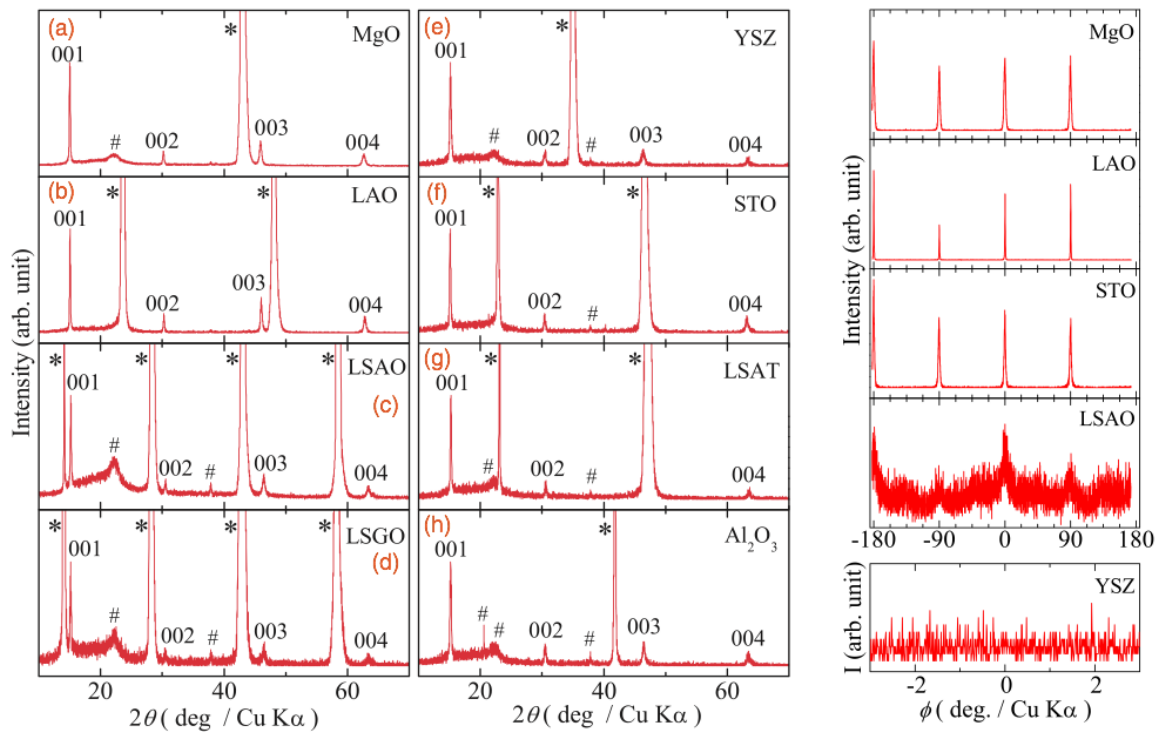 (a) * MgO
001
# 002 003 004
(b) * * LAO
001
002 003 004
* * * * LSAO
001 (c)
# 002 # 003 004
* * * * LSGO
001 (d)
# 002 # 003 004
20 40 60
2θ ( deg / Cu Kα )
Intensity (arb. unit)
(e) * YSZ
001
# 002 # 003 004
(f) * * STO
001
002 # 004
(g) * * LSAT
001
# 002 # 004
(h) * Al₂O₃
001
# # 002 # 003 004
20 40 60
2θ ( deg / Cu Kα )
MgO
LAO
STO
LSAO
-180 -90 0 90 180
Intensity (arb. unit)
YSZ
I (arb. unit)
-2 0 2
ϕ ( deg. / Cu Kα )